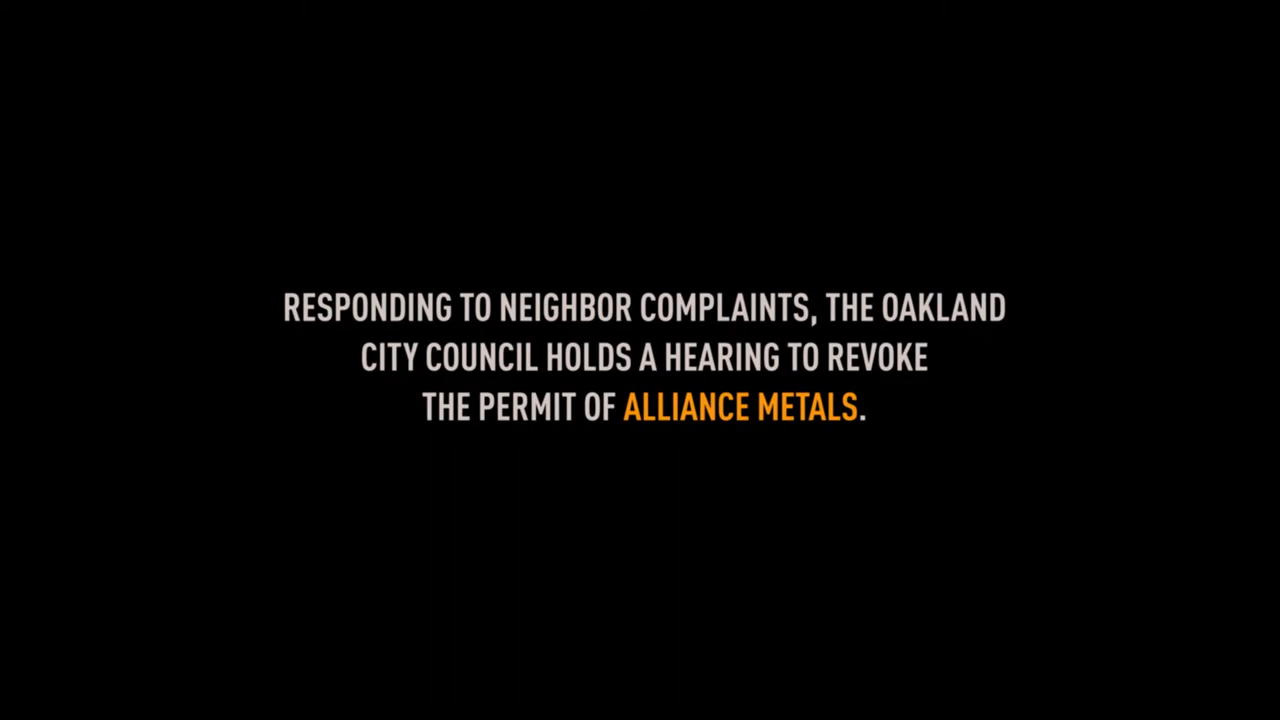 RESPONDING TO NEIGHBOR COMPLAINTS, THE OAKLAND
CITY COUNCIL HOLDS A HEARING TO REVOKE
THE PERMIT OF ALLIANCE METALS.